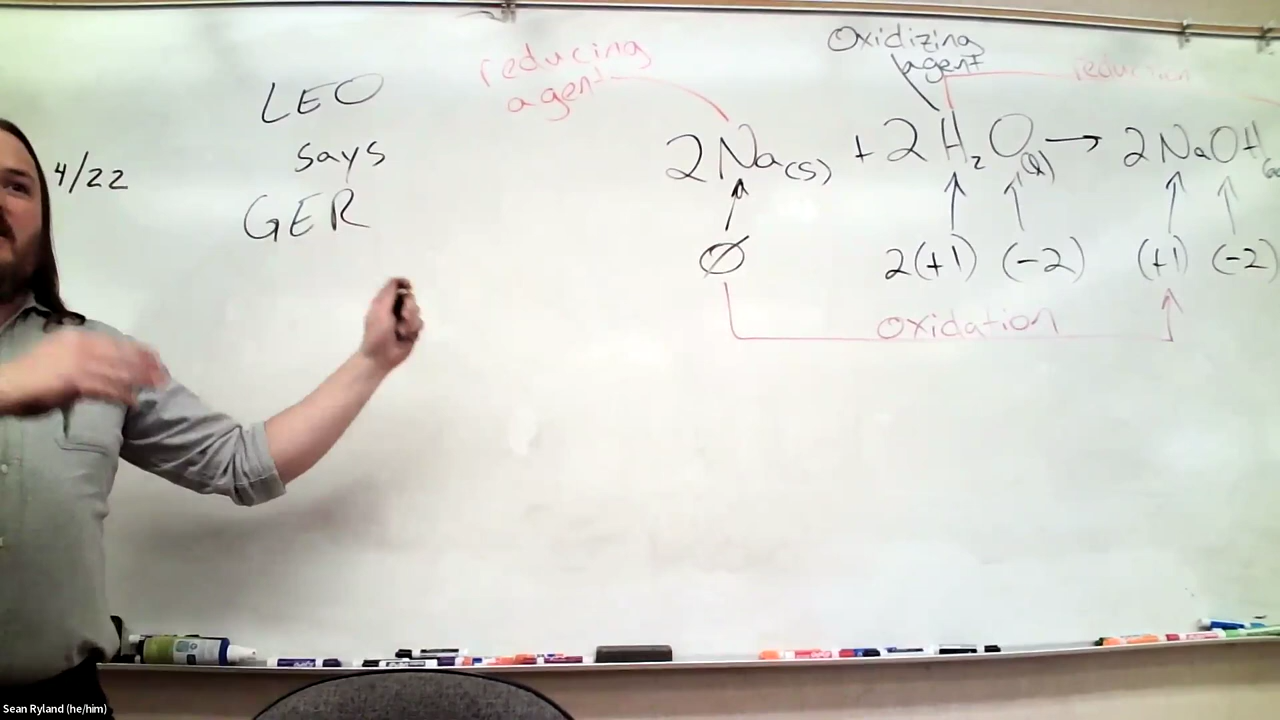 LEO
says
GER
4/22
reducing
agent
Oxidizing
agent
reduction
2Na(s) + 2H₂O(l) → 2NaOH
∅ 2(+1) (-2) (+1) (-2)
oxidation
Sean Ryland (he/him)